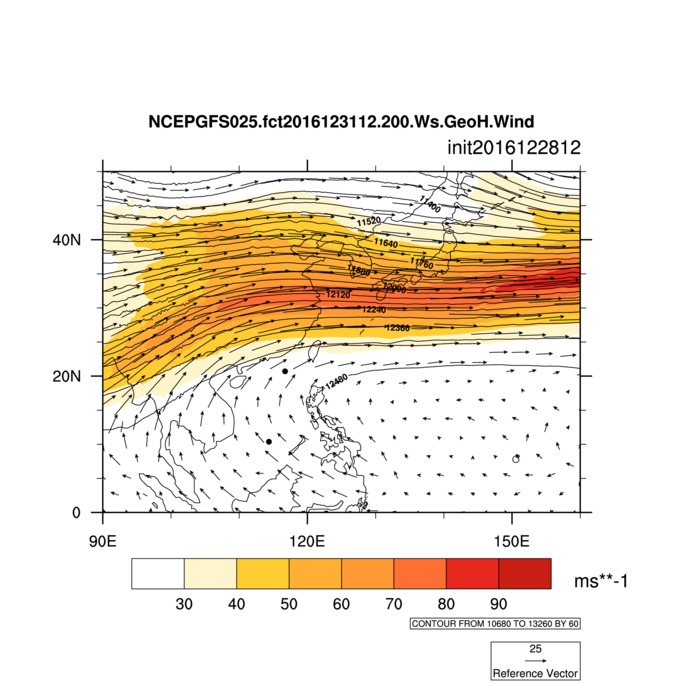 NCEPGFS025.fct2016123112.200.Ws.GeoH.Wind
init2016122812
11400
11520
40N
11640
11760
11880
12000
12120
12240
12360
20N
12480
0
90E 120E 150E
ms**-1
30 40 50 60 70 80 90
CONTOUR FROM 10680 TO 13260 BY 60
25
Reference Vector